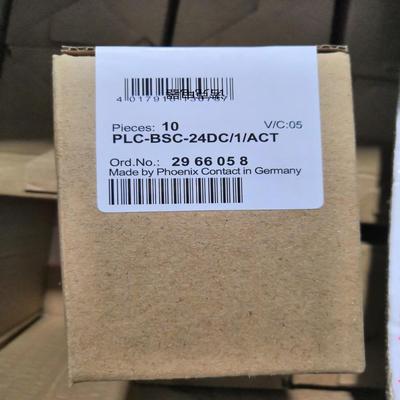 Pieces: 10
V/C:05
PLC-BSC-24DC/1/ACT
Ord.No.: 29 66 05 8
Made by Phoenix Contact in Germany